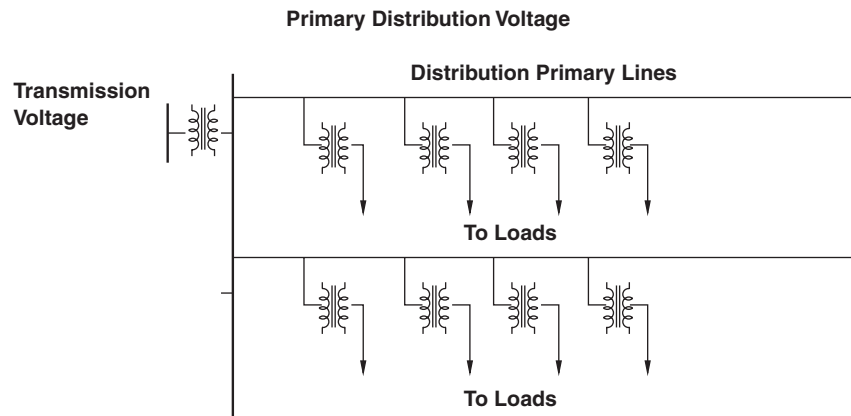 Primary Distribution Voltage
Distribution Primary Lines
Transmission
Voltage
To Loads
To Loads